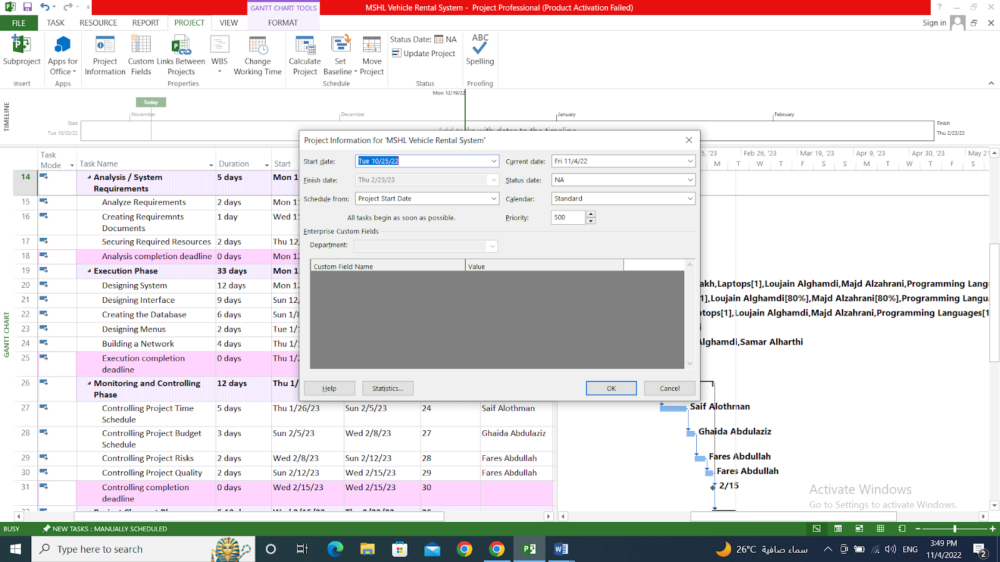 GANTT CHART TOOLS
MSHL Vehicle Rental System - Project Professional (Product Activation Failed)
FILE TASK RESOURCE REPORT PROJECT VIEW FORMAT Sign in
Subproject
Apps for Office
Project Information
Custom Fields
Links Between Projects
WBS
Change Working Time
Calculate Project
Set Baseline
Move Project
Status Date: NA
Update Project
ABC
Spelling
Insert Apps Properties Schedule Status Proofing
TIMELINE
Mon 12/19/22
Today
November December January February
Start
Tue 10/25/22
Finish
Thu 2/23/23
Project Information for 'MSHL Vehicle Rental System'
Start date: Tue 10/25/22 Current date: Fri 11/4/22
Finish date: Thu 2/23/23 Status date: NA
Schedule from: Project Start Date Calendar: Standard
All tasks begin as soon as possible. Priority: 500
Enterprise Custom Fields
Department:
Custom Field Name Value
Help Statistics... OK Cancel
GANTT CHART
Task Mode Task Name Duration Start
5, '23 Feb 26, '23 Mar 19, '23 Apr 9, '23 Apr 30, '23 May 21
M T W T F S S M T W T F S
14 Analysis / System Requirements 5 days Mon 1
15 Analyze Requirements 2 days Mon 1
16 Creating Requiremnts Documents 1 day Wed 1
17 Securing Required Resources 2 days Thu 12
18 Analysis completion deadline 0 days Mon 12
19 Execution Phase 33 days Mon 1
20 Designing System 12 days Mon 12
akh,Laptops[1],Loujain Alghamdi,Majd Alzahrani,Programming Lang
21 Designing Interface 9 days Sun 12/
1],Loujain Alghamdi[80%],Majd Alzahrani[80%],Programming Langu
22 Creating the Database 6 days Sun 1/8
ptops[1],Loujain Alghamdi,Majd Alzahrani,Programming Languages[1
23 Designing Menus 2 days Tue 1/1
24 Building a Network 4 days Thu 1/1
Alghamdi,Samar Alharthi
25 Execution completion deadline 0 days Thu 1/2
26 Monitoring and Controlling Phase 12 days Thu 1/
27 Controlling Project Time Schedule 5 days Thu 1/26/23 Sun 2/5/23 24 Saif Alothman
Saif Alothman
28 Controlling Project Budget Schedule 3 days Sun 2/5/23 Wed 2/8/23 27 Ghaida Abdulaziz
Ghaida Abdulaziz
29 Controlling Project Risks 2 days Wed 2/8/23 Sun 2/12/23 28 Fares Abdullah
Fares Abdullah
30 Controlling Project Quality 2 days Sun 2/12/23 Wed 2/15/23 29 Fares Abdullah
Fares Abdullah
31 Controlling completion deadline 0 days Wed 2/15/23 Wed 2/15/23 30
2/15
Activate Windows
Go to Settings to activate Windows.
BUSY NEW TASKS : MANUALLY SCHEDULED
Type here to search
26°C سماء صافية
ENG
3:49 PM
11/4/2022
2